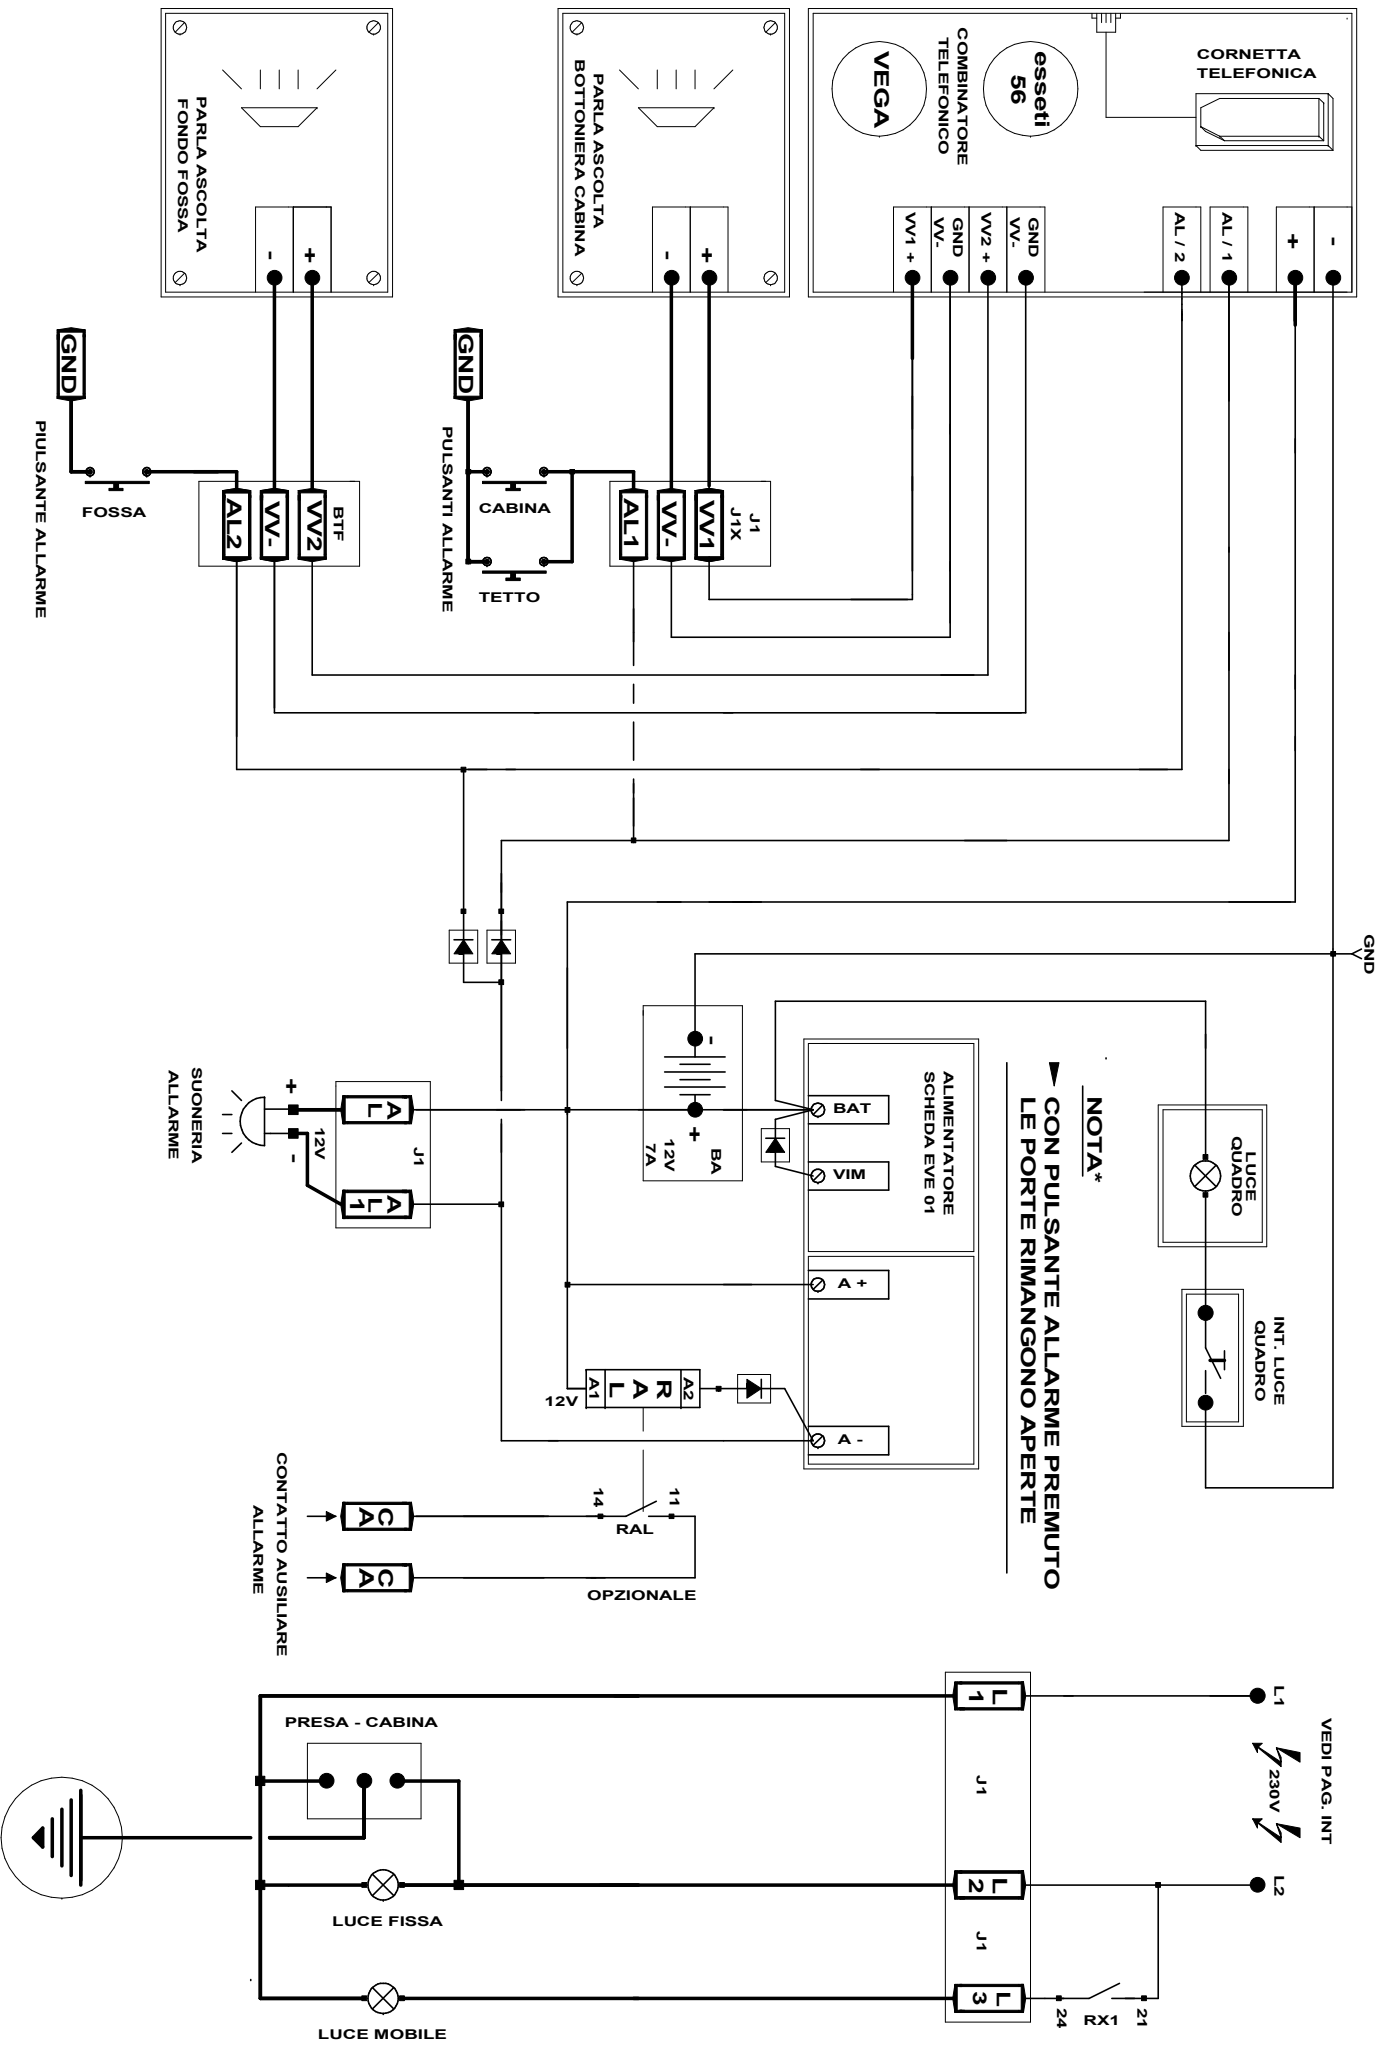 CORNETTA
TELEFONICA
esseti
56
COMBINATORE
TELEFONICO
VEGA
-
+
AL / 1
AL / 2
GND
VV-
VV2 +
GND
VV-
VV1 +
PARLA ASCOLTA
BOTTONIERA CABINA
+
-
PARLA ASCOLTA
FONDO FOSSA
+
-
GND
PULSANTI ALLARME
CABINA
TETTO
J1
J1X
VV1
VV-
AL1
GND
PIULSANTE ALLARME
FOSSA
BTF
VV2
VV-
AL2
GND
NOTA*
CON PULSANTE ALLARME PREMUTO
LE PORTE RIMANGONO APERTE
LUCE
QUADRO
INT. LUCE
QUADRO
ALIMENTATORE
SCHEDA EVE 01
BAT
VIM
A +
A -
-
+
BA
12V
7A
SUONERIA
ALLARME
+
-
12V
J1
AL
AL1
A1
RAL
A2
12V
11
14
RAL
OPZIONALE
AC
AC
CONTATTO AUSILIARE
ALLARME
VEDI PAG. INT
L1
230V
L2
L1
J1
L2
J1
L3
24
RX1
21
PRESA - CABINA
LUCE FISSA
LUCE MOBILE